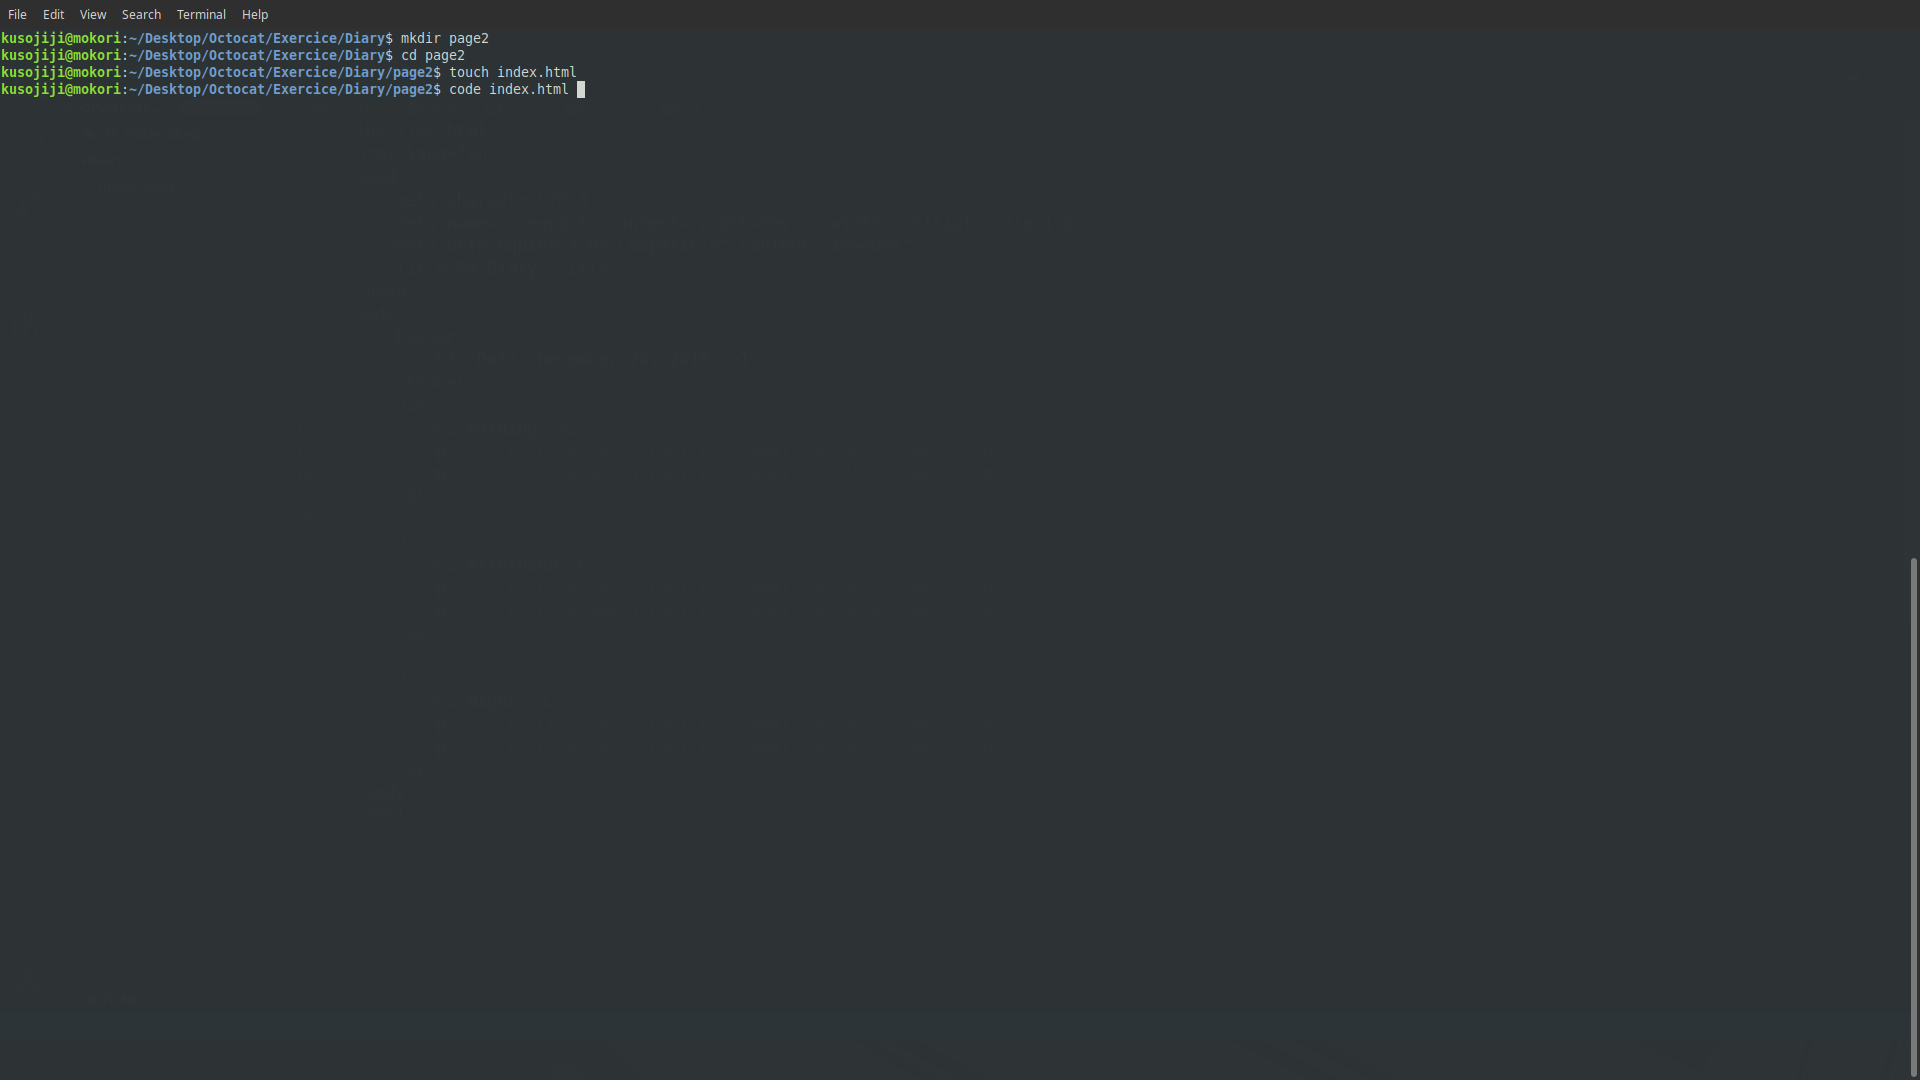 File Edit View Search Terminal Help
kusojiji@mokori:~/Desktop/Octocat/Exercice/Diary$ mkdir page2
kusojiji@mokori:~/Desktop/Octocat/Exercice/Diary$ cd page2
kusojiji@mokori:~/Desktop/Octocat/Exercice/Diary/page2$ touch index.html
kusojiji@mokori:~/Desktop/Octocat/Exercice/Diary/page2$ code index.html